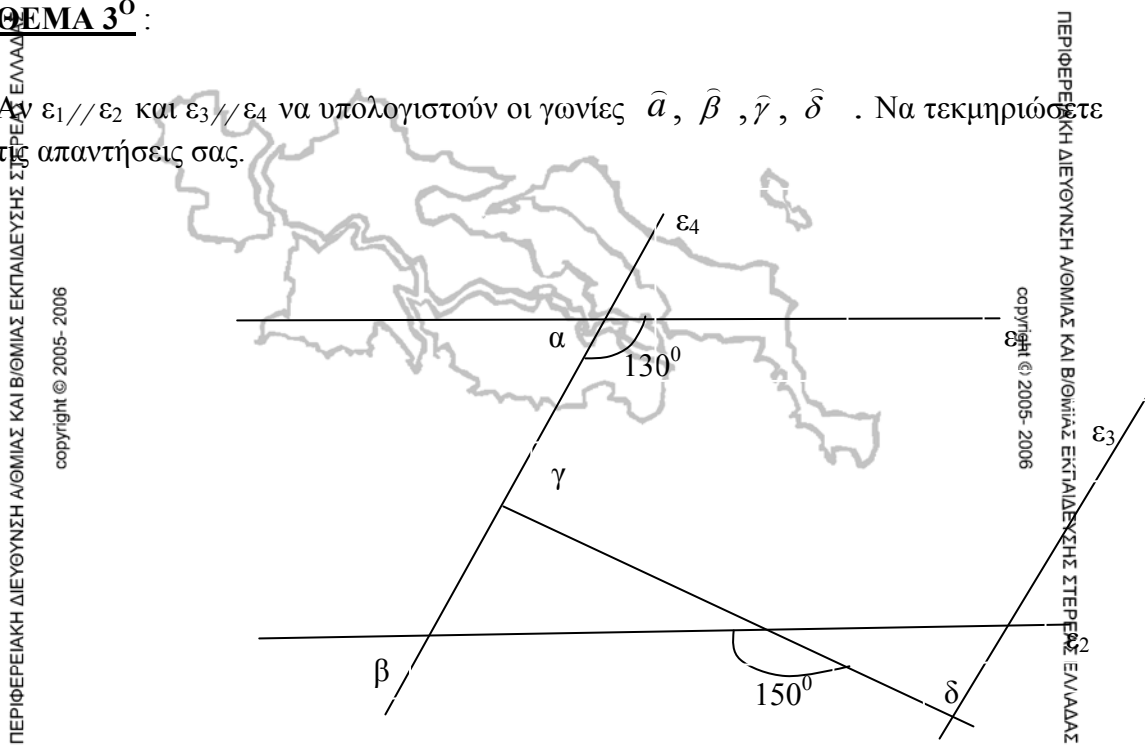 ΘΕΜΑ 3Ο :
Αν ε1//ε2 και ε3//ε4 να υπολογιστούν οι γωνίες α̂, β̂, γ̂, δ̂ . Να τεκμηριώσετε
τις απαντήσεις σας.
ε4
α
ε1
130⁰
ε3
γ
ε2
β
150⁰
δ
ΠΕΡΙΦΕΡΕΙΑΚΗ ΔΙΕΥΘΥΝΣΗ Α/ΘΜΙΑΣ ΚΑΙ Β/ΘΜΙΑΣ ΕΚΠΑΙΔΕΥΣΗΣ ΣΤΕΡΕΑΣ ΕΛΛΑΔΑΣ
copyright © 2005- 2006
copyright © 2005- 2006
ΠΕΡΙΦΕΡΕΙΑΚΗ ΔΙΕΥΘΥΝΣΗ Α/ΘΜΙΑΣ ΚΑΙ Β/ΘΜΙΑΣ ΕΚΠΑΙΔΕΥΣΗΣ ΣΤΕΡΕΑΣ ΕΛΛΑΔΑΣ